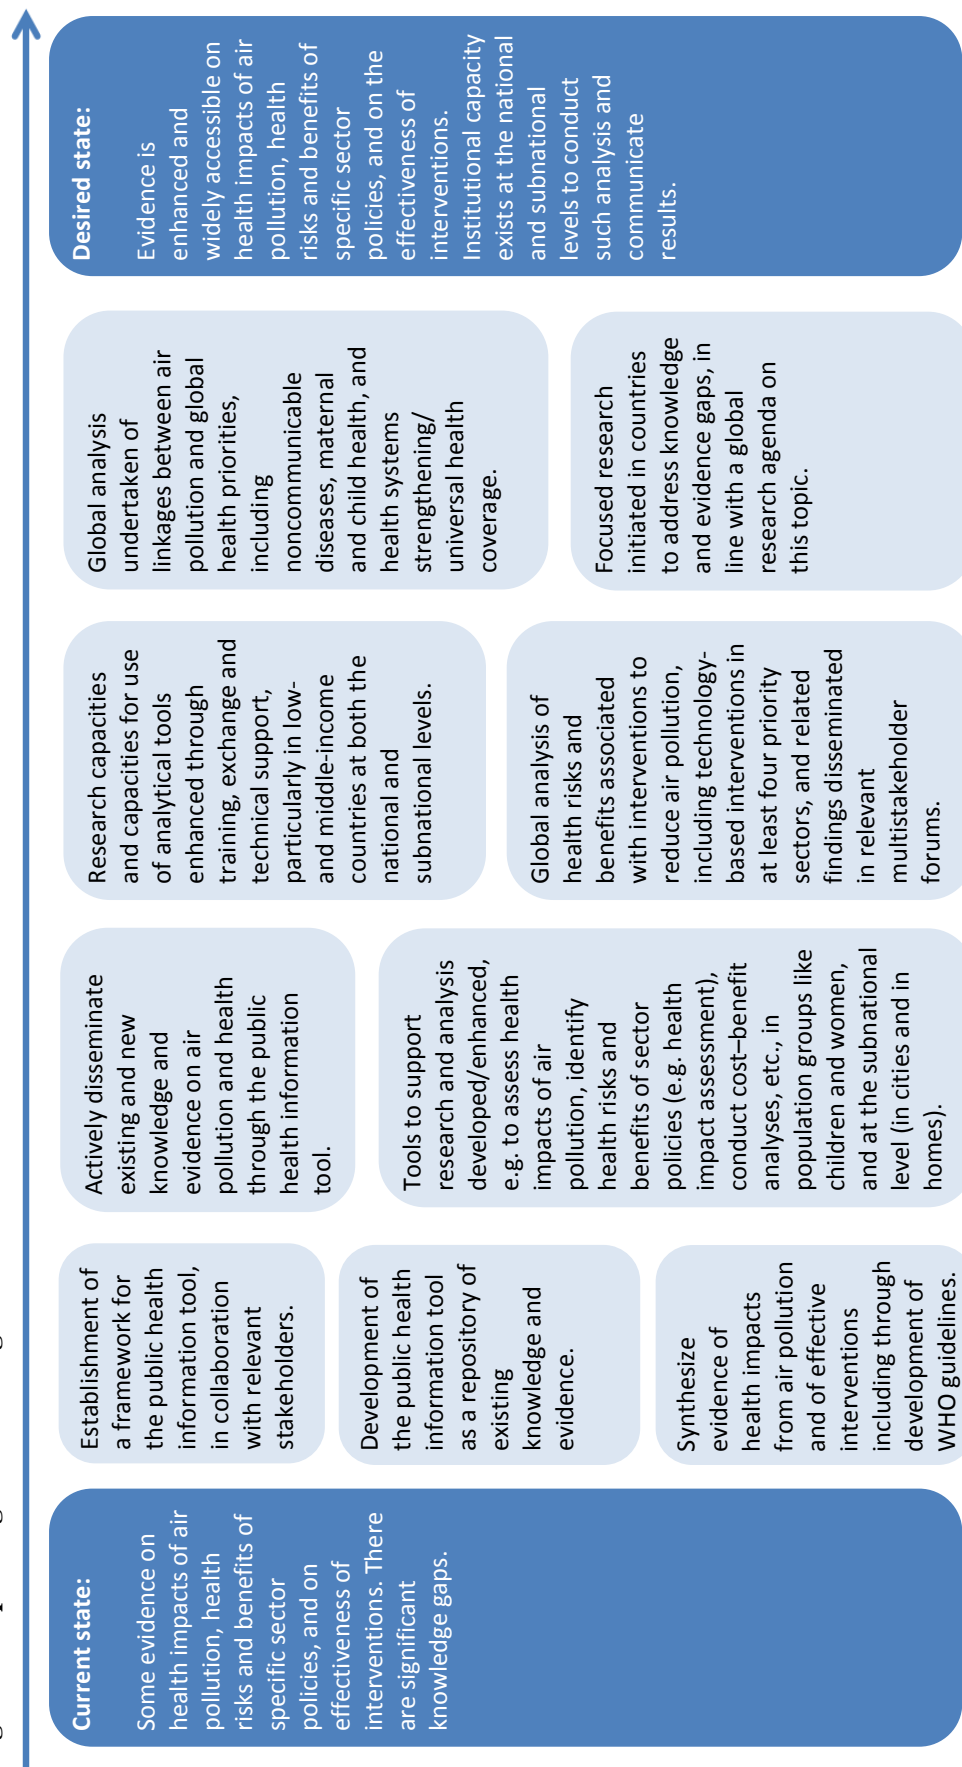 Current state:
Some evidence on
health impacts of air
pollution, health
risks and benefits of
specific sector
policies, and on
effectiveness of
interventions. There
are significant
knowledge gaps.
Establishment of
a framework for
the public health
information tool,
in collaboration
with relevant
stakeholders.
Development of
the public health
information tool
as a repository of
existing
knowledge and
evidence.
Synthesize
evidence of
health impacts
from air pollution
and of effective
interventions
including through
development of
WHO guidelines.
Actively disseminate
existing and new
knowledge and
evidence on air
pollution and health
through the public
health information
tool.
Tools to support
research and analysis
developed/enhanced,
e.g. to assess health
impacts of air
pollution, identify
health risks and
benefits of sector
policies (e.g. health
impact assessment),
conduct cost–benefit
analyses, etc., in
population groups like
children and women,
and at the subnational
level (in cities and in
homes).
Research capacities
and capacities for use
of analytical tools
enhanced through
training, exchange and
technical support,
particularly in low-
and middle-income
countries at both the
national and
subnational levels.
Global analysis of
health risks and
benefits associated
with interventions to
reduce air pollution,
including technology-
based interventions in
at least four priority
sectors, and related
findings disseminated
in relevant
multistakeholder
forums.
Global analysis
undertaken of
linkages between air
pollution and global
health priorities,
including
noncommunicable
diseases, maternal
and child health, and
health systems
strengthening/
universal health
coverage.
Focused research
initiated in countries
to address knowledge
and evidence gaps, in
line with a global
research agenda on
this topic.
Desired state:
Evidence is
enhanced and
widely accessible on
health impacts of air
pollution, health
risks and benefits of
specific sector
policies, and on the
effectiveness of
interventions.
Institutional capacity
exists at the national
and subnational
levels to conduct
such analysis and
communicate
results.